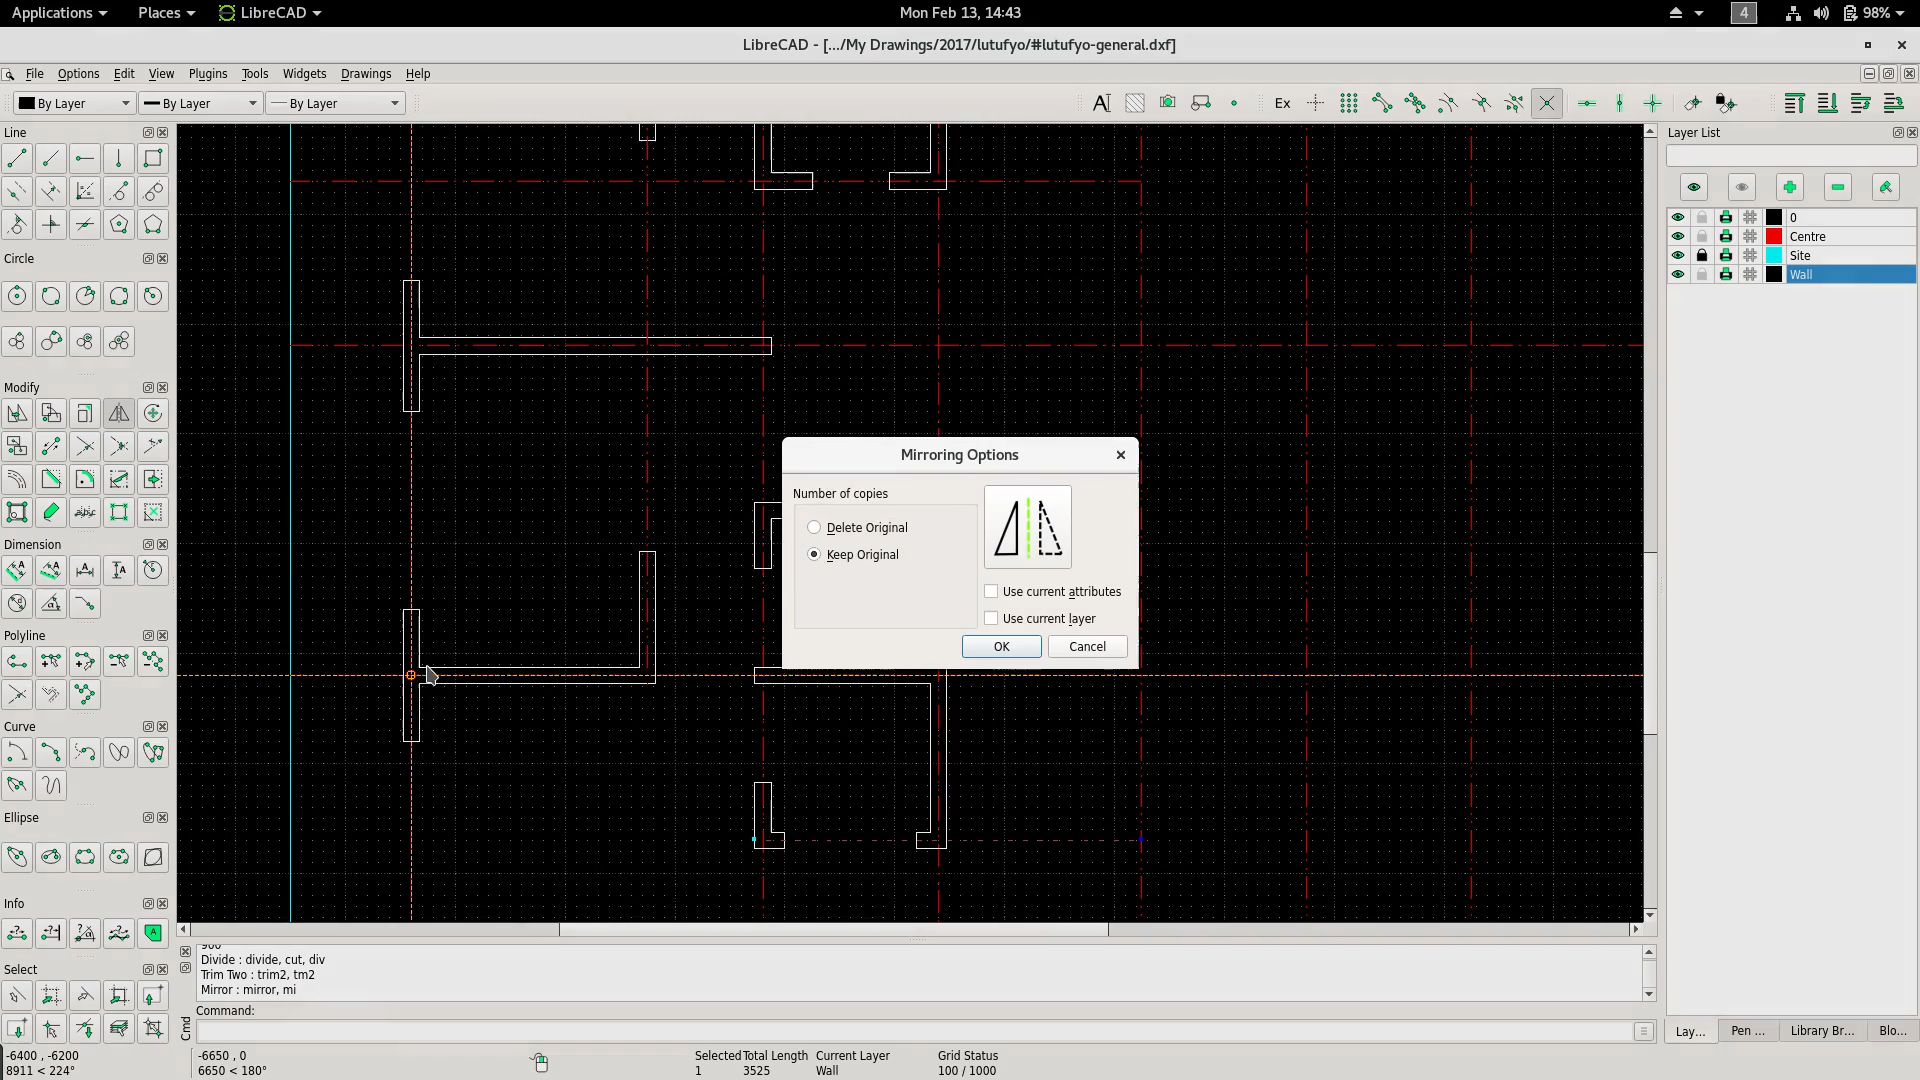 Applications Places LibreCAD Mon Feb 13, 14:43 4 98%
LibreCAD - [.../My Drawings/2017/lutufyo/#lutufyo-general.dxf]
File Options Edit View Plugins Tools Widgets Drawings Help
By Layer By Layer By Layer Ex
Line
Circle
Modify
Dimension
Polyline
Curve
Ellipse
Info
Select
Mirroring Options
Number of copies
Delete Original
Keep Original
Use current attributes
Use current layer
OK Cancel
Layer List
0
Centre
Site
Wall
900
Divide : divide, cut, div
Trim Two : trim2, tm2
Mirror : mirror, mi
Command:
Cmd
Lay... Pen ... Library Br... Blo...
-6400 , -6200 -6650 , 0 Selected Total Length Current Layer Grid Status
8911 < 224° 6650 < 180° 1 3525 Wall 100 / 1000